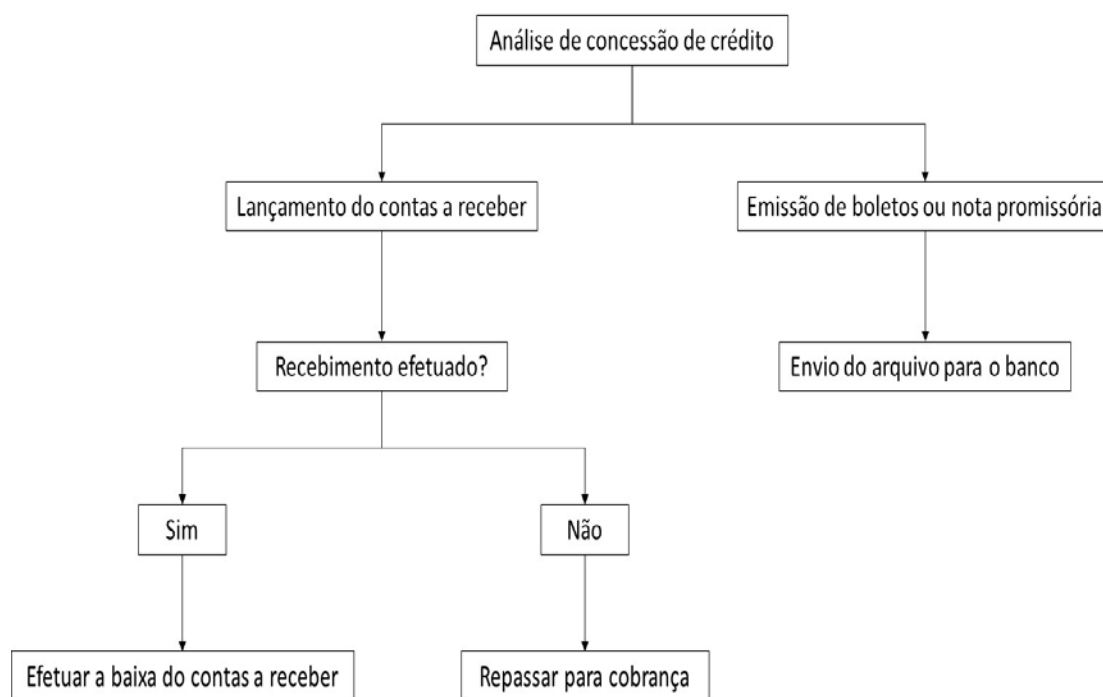 Análise de concessão de crédito
Lançamento do contas a receber
Emissão de boletos ou nota promissória
Recebimento efetuado?
Envio do arquivo para o banco
Sim
Não
Efetuar a baixa do contas a receber
Repassar para cobrança